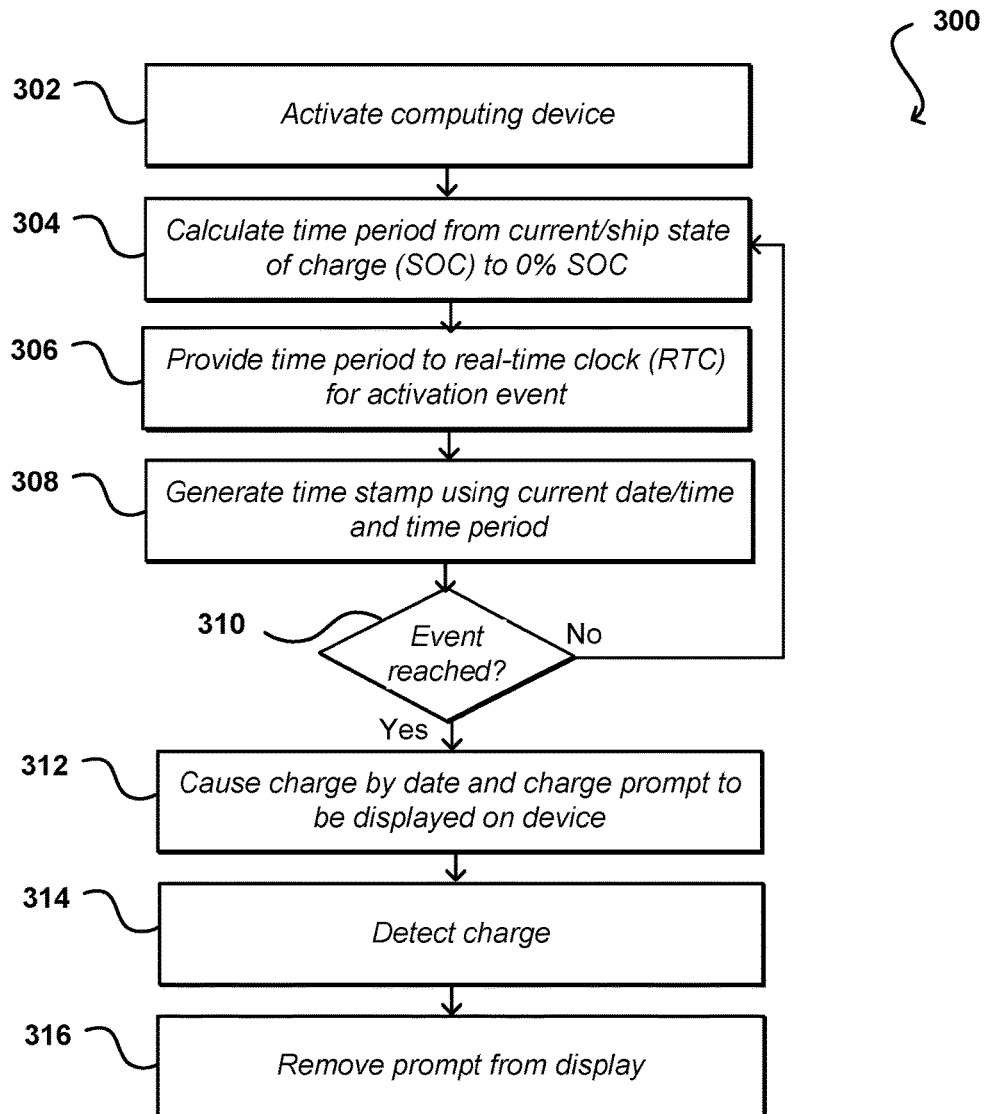 300
302
Activate computing device
304
Calculate time period from current/ship state
of charge (SOC) to 0% SOC
306
Provide time period to real-time clock (RTC)
for activation event
308
Generate time stamp using current date/time
and time period
310
Event
reached?
No
Yes
312
Cause charge by date and charge prompt to
be displayed on device
314
Detect charge
316
Remove prompt from display